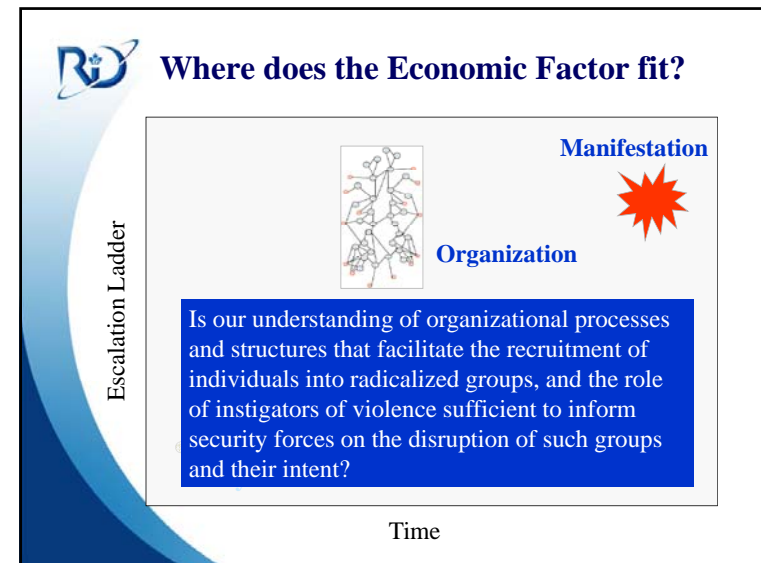 RiD
Where does the Economic Factor fit?
Manifestation
Organization
Escalation Ladder
Is our understanding of organizational processes
and structures that facilitate the recruitment of
individuals into radicalized groups, and the role
of instigators of violence sufficient to inform
security forces on the disruption of such groups
and their intent?
Time